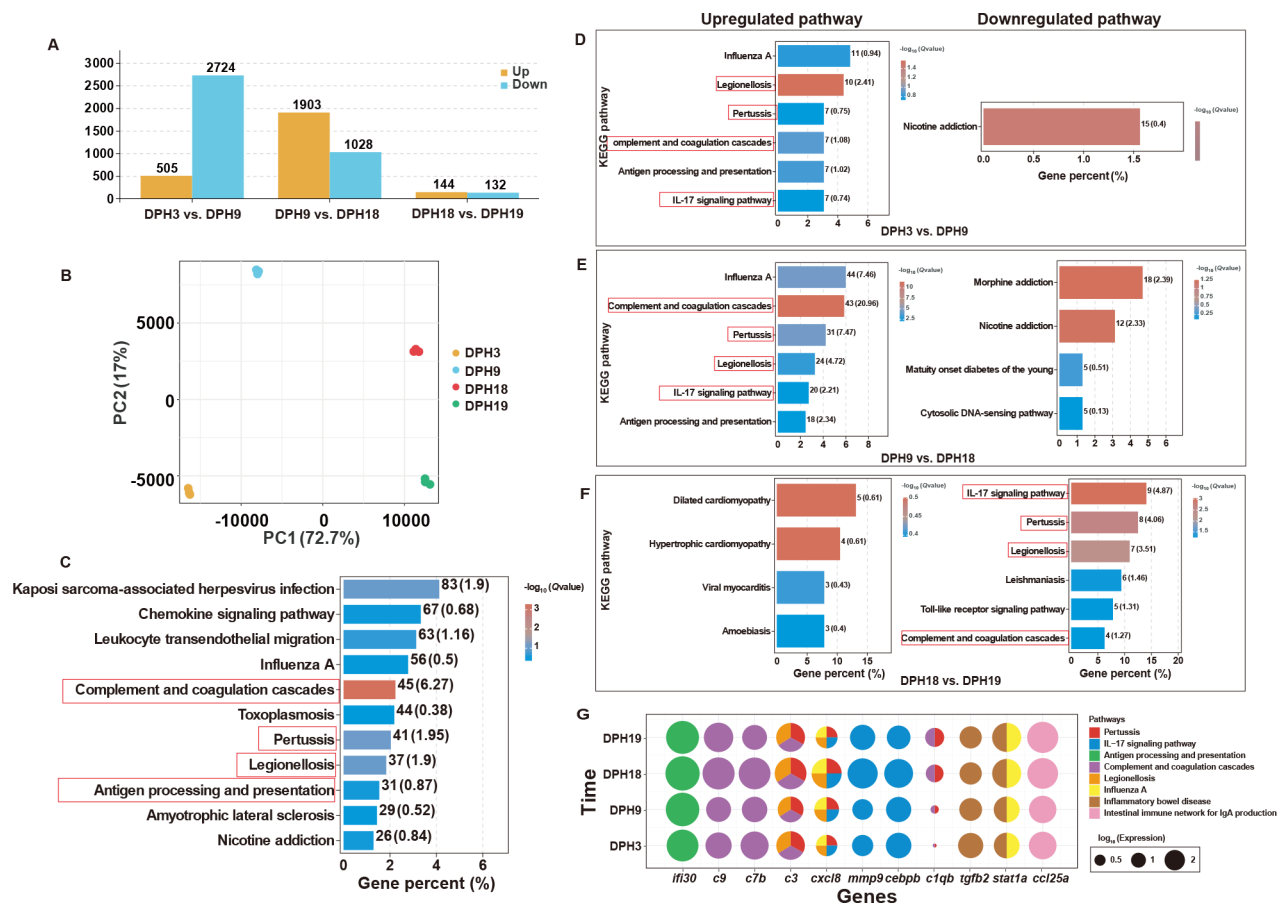 A
3000
2500
2000
1500
1000
500
0
505
2724
1903
1028
144
132
Up
Down
DPH3 vs. DPH9
DPH9 vs. DPH18
DPH18 vs. DPH19
B
PC2 (17%)
5000
0
-5000
-10000
0
10000
PC1 (72.7%)
DPH3
DPH9
DPH18
DPH19
C
Kaposi sarcoma-associated herpesvirus infection
83(1.9)
Chemokine signaling pathway
67(0.68)
Leukocyte transendothelial migration
63(1.16)
Influenza A
56(0.5)
Complement and coagulation cascades
45(6.27)
Toxoplasmosis
44(0.38)
Pertussis
41(1.95)
Legionellosis
37(1.9)
Antigen processing and presentation
31(0.87)
Amyotrophic lateral sclerosis
29(0.52)
Nicotine addiction
26(0.84)
0 2 4 6
Gene percent (%)
-log10 (Qvalue)
3
2
1
Upregulated pathway
Downregulated pathway
D
KEGG pathway
Influenza A
11(0.94)
Legionellosis
10(2.41)
Pertussis
7(0.75)
omplement and coagulation cascades
7(1.08)
Antigen processing and presentation
7(1.02)
IL-17 signaling pathway
7(0.74)
0 2 4 6
-log10 (Qvalue)
1.4
1.2
1
0.8
Nicotine addiction
15(0.4)
0.0 0.5 1.0 1.5
Gene percent (%)
-log10 (Qvalue)
DPH3 vs. DPH9
E
KEGG pathway
Influenza A
44(7.46)
Complement and coagulation cascades
43(20.96)
Pertussis
31(7.47)
Legionellosis
24(4.72)
IL-17 signaling pathway
20(2.21)
Antigen processing and presentation
18(2.34)
0 2 4 6 8
-log10 (Qvalue)
10
7.5
5
2.5
Morphine addiction
18(2.39)
Nicotine addiction
12(2.33)
Matuity onset diabetes of the young
5(0.51)
Cytosolic DNA-sensing pathway
5(0.13)
0 1 2 3 4 5 6
-log10 (Qvalue)
1.25
1
0.75
0.5
0.25
DPH9 vs. DPH18
F
KEGG pathway
Dilated cardiomyopathy
5(0.61)
Hypertrophic cardiomyopathy
4(0.61)
Viral myocarditis
3(0.43)
Amoebiasis
3(0.4)
0 5 10 15
Gene percent (%)
-log10 (Qvalue)
0.5
0.45
0.4
IL-17 signaling pathway
9(4.87)
Pertussis
8(4.06)
Legionellosis
7(3.51)
Leishmaniasis
6(1.46)
Toll-like receptor signaling pathway
5(1.31)
Complement and coagulation cascades
4(1.27)
0 5 10 15 20
Gene percent (%)
-log10 (Qvalue)
3
2.5
2
1.5
DPH18 vs. DPH19
G
Time
DPH19
DPH18
DPH9
DPH3
ifi30 c9 c7b c3 cxcl8 mmp9 cebpb c1qb tgfb2 stat1a ccl25a
Genes
Pathways
Pertussis
IL-17 signaling pathway
Antigen processing and presentation
Complement and coagulation cascades
Legionellosis
Influenza A
Inflammatory bowel disease
Intestinal immune network for IgA production
log10 (Expression)
0.5 1 2